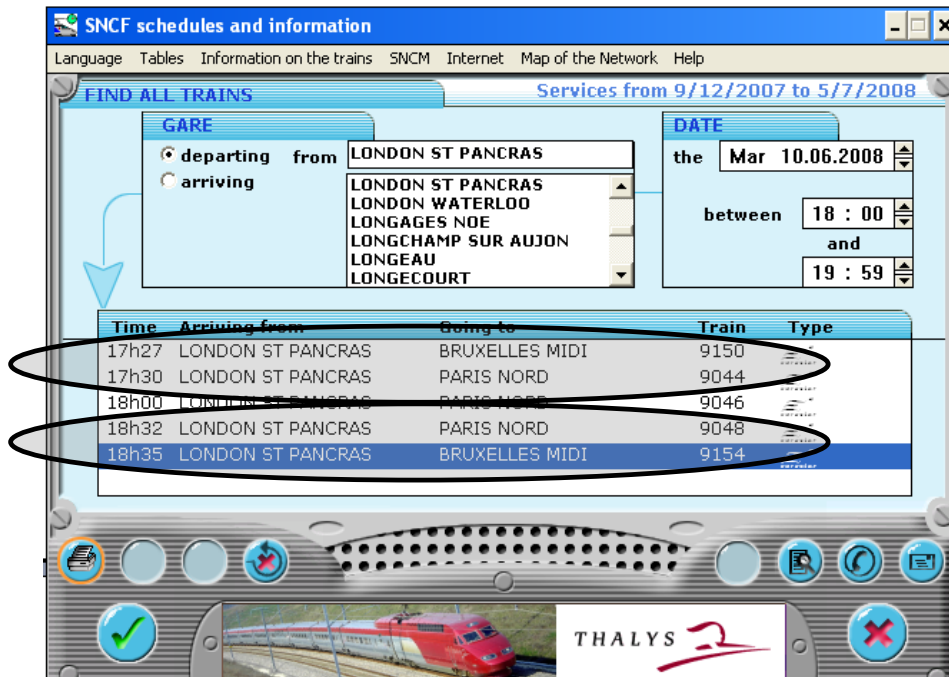 SNCF schedules and information
Language Tables Information on the trains SNCM Internet Map of the Network Help
FIND ALL TRAINS
Services from 9/12/2007 to 5/7/2008
GARE
departing from LONDON ST PANCRAS
arriving
LONDON ST PANCRAS
LONDON WATERLOO
LONGAGES NOE
LONGCHAMP SUR AUJON
LONGEAU
LONGECOURT
DATE
the Mar 10.06.2008
between 18 : 00
and
19 : 59
Time Arriving from Going to Train Type
17h27 LONDON ST PANCRAS BRUXELLES MIDI 9150
17h30 LONDON ST PANCRAS PARIS NORD 9044
18h00 LONDON ST PANCRAS PARIS NORD 9046
18h32 LONDON ST PANCRAS PARIS NORD 9048
18h35 LONDON ST PANCRAS BRUXELLES MIDI 9154
THALYS